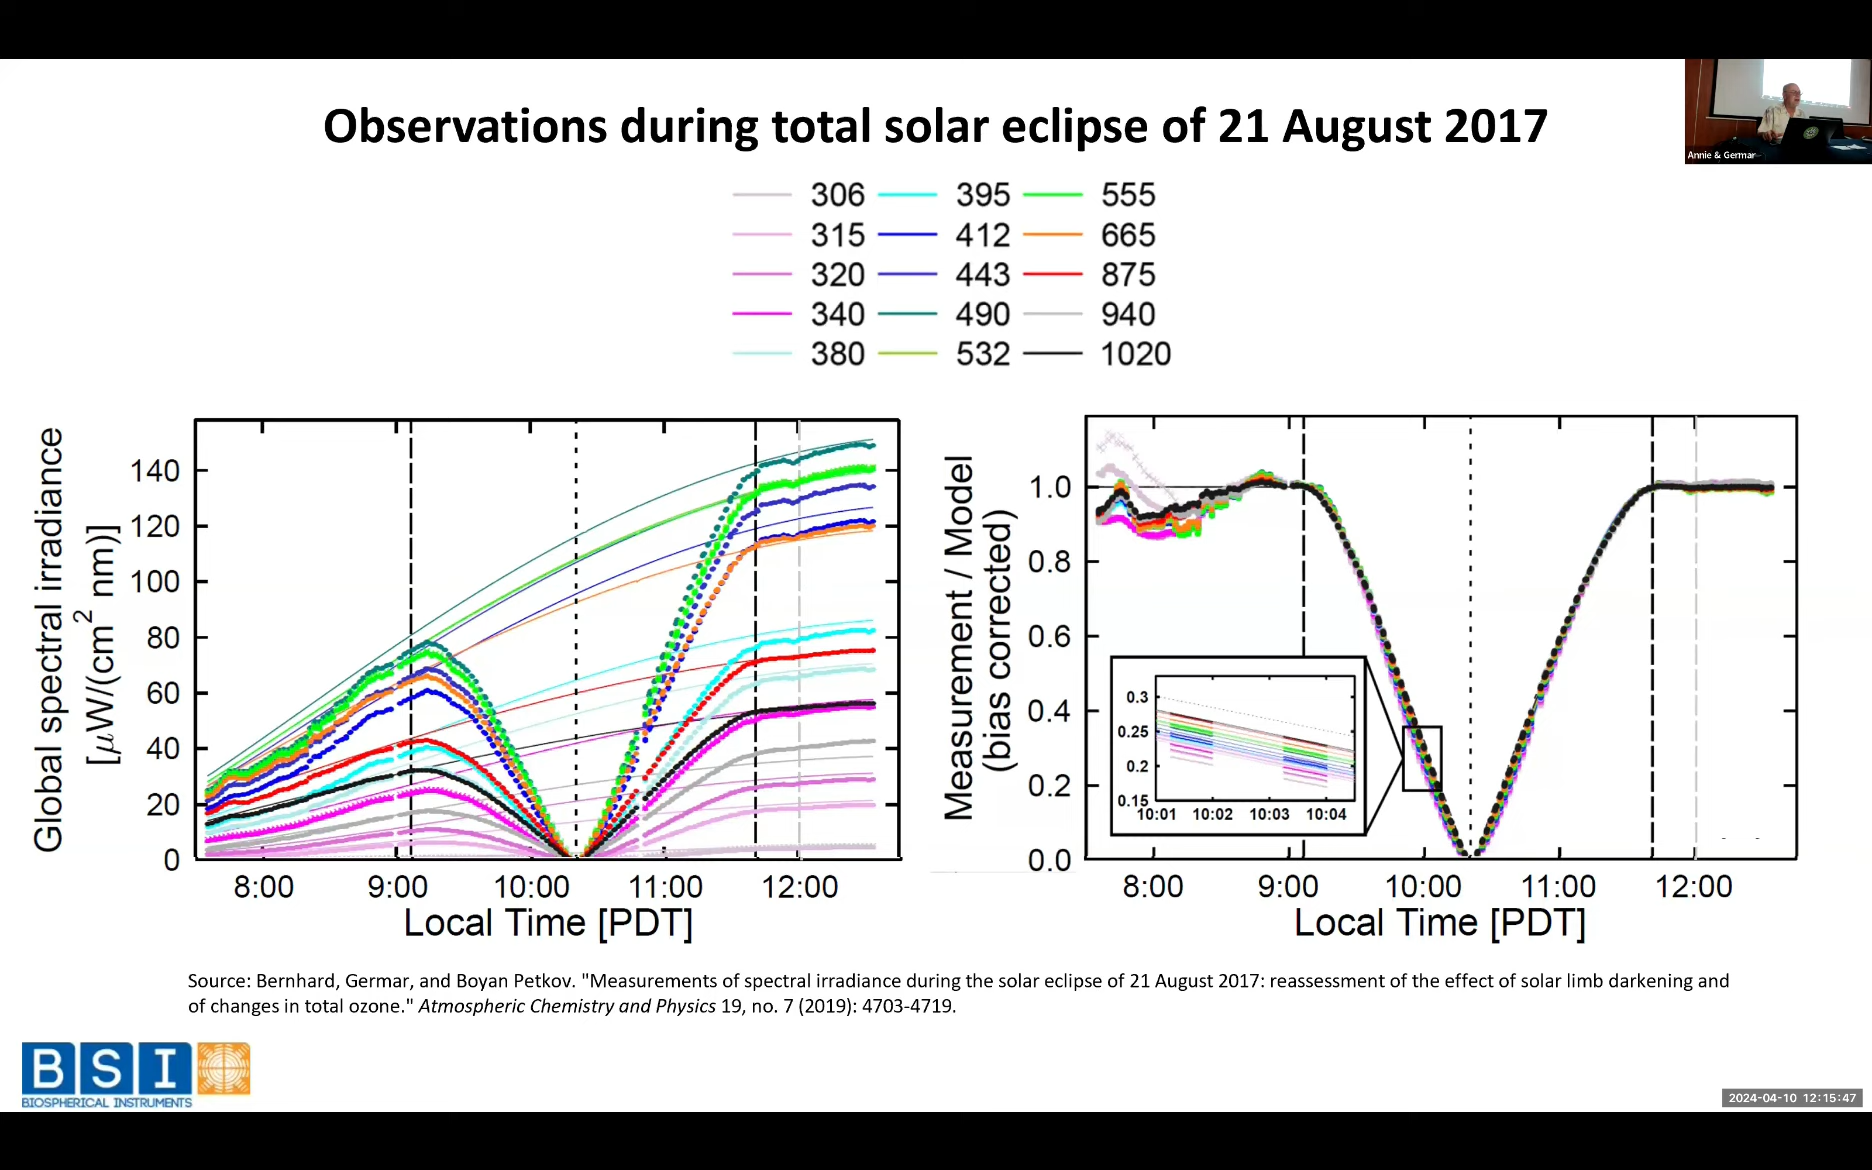 Observations during total solar eclipse of 21 August 2017
Annie & Germar
306 395 555
315 412 665
320 443 875
340 490 940
380 532 1020
Global spectral irradiance
[μW/(cm² nm)]
140
120
100
80
60
40
20
0
8:00 9:00 10:00 11:00 12:00
Local Time [PDT]
Measurement / Model
(bias corrected)
1.0
0.8
0.6
0.4
0.2
0.0
0.3
0.25
0.2
0.15
10:01 10:02 10:03 10:04
8:00 9:00 10:00 11:00 12:00
Local Time [PDT]
Source: Bernhard, Germar, and Boyan Petkov. "Measurements of spectral irradiance during the solar eclipse of 21 August 2017: reassessment of the effect of solar limb darkening and
of changes in total ozone." Atmospheric Chemistry and Physics 19, no. 7 (2019): 4703-4719.
BSI
BIOSPHERICAL INSTRUMENTS
2024-04-10 12:15:47